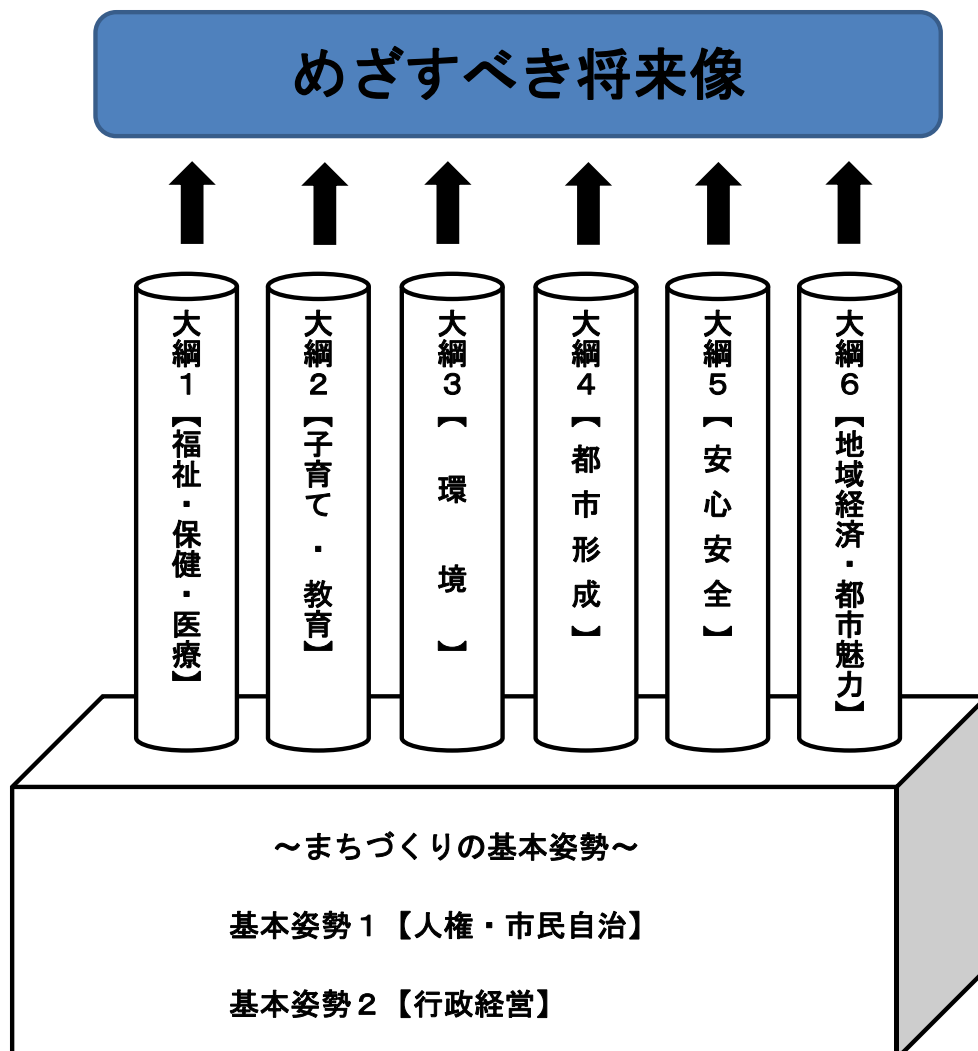 めざすべき将来像
大綱１【福祉・保健・医療】
大綱２【子育て・教育】
大綱３【環境】
大綱４【都市形成】
大綱５【安心安全】
大綱６【地域経済・都市魅力】
～まちづくりの基本姿勢～
基本姿勢１【人権・市民自治】
基本姿勢２【行政経営】